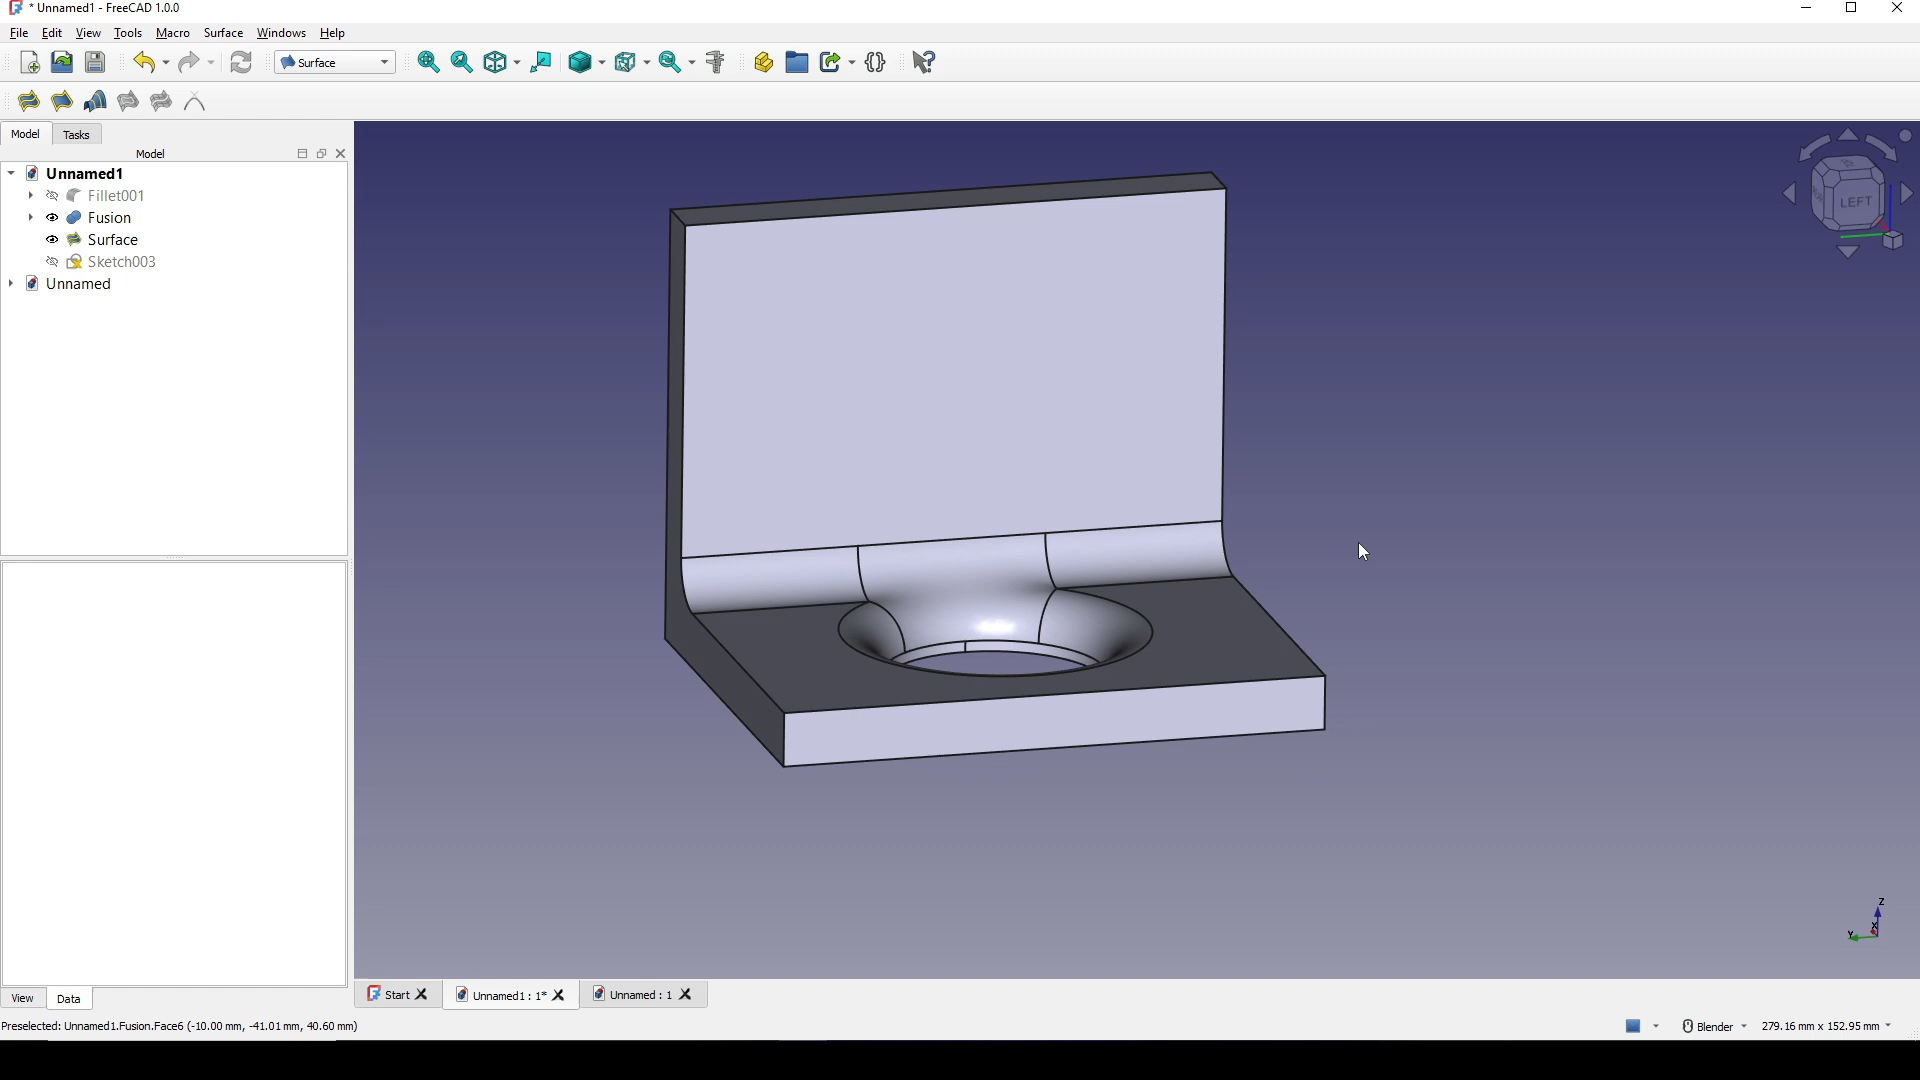 * Unnamed1 - FreeCAD 1.0.0
File Edit View Tools Macro Surface Windows Help
Surface
Model Tasks
Model
Unnamed1
Fillet001
Fusion
Surface
Sketch003
Unnamed
LEFT
Z
X
Y
View Data
Start Unnamed1 : 1* Unnamed : 1
Preselected: Unnamed1.Fusion.Face6 (-10.00 mm, -41.01 mm, 40.60 mm)
Blender 279.16 mm x 152.95 mm